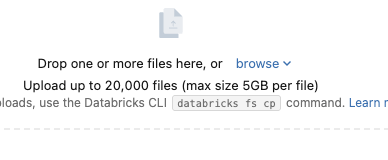 Drop one or more files here, or browse
Upload up to 20,000 files (max size 5GB per file)
loads, use the Databricks CLI databricks fs cp command. Learn